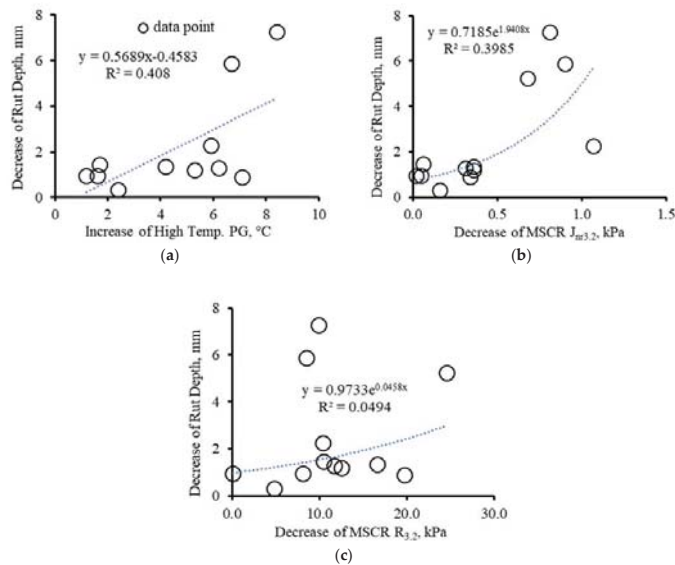 8
6
4
2
0
Decrease of Rut Depth, mm
data point
y = 0.5689x-0.4583
R² = 0.408
0 2 4 6 8 10
Increase of High Temp. PG, °C
(a)
8
6
4
2
0
Decrease of Rut Depth, mm
y = 0.7185e^1.9408x
R² = 0.3985
0.0 0.5 1.0 1.5
Decrease of MSCR Jnr3.2, kPa
(b)
8
6
4
2
0
Decrease of Rut Depth, mm
y = 0.9733e^0.0458x
R² = 0.0494
0.0 10.0 20.0 30.0
Decrease of MSCR R3.2, kPa
(c)